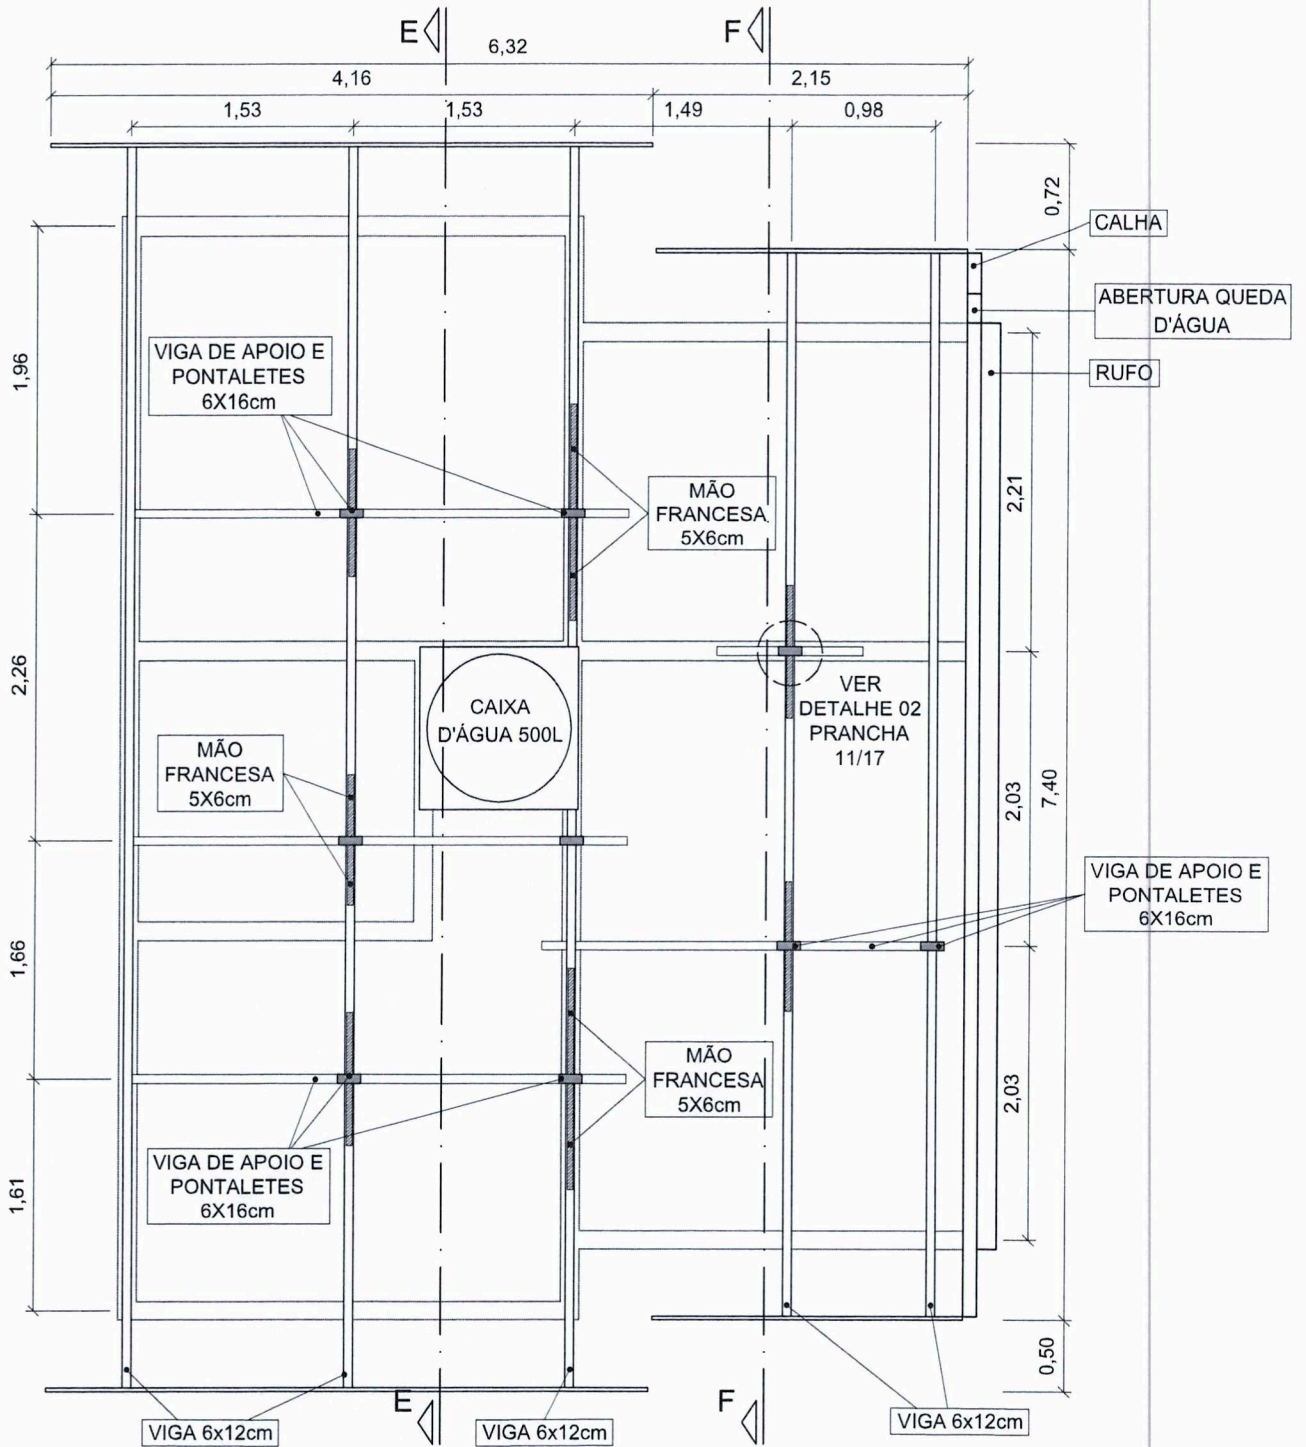 E
F
6,32
4,16
2,15
1,53
1,53
1,49
0,98
0,72
CALHA
ABERTURA QUEDA
D'ÁGUA
RUFO
1,96
VIGA DE APOIO E
PONTALETES
6X16cm
MÃO
FRANCESA
5X6cm
2,21
2,26
CAIXA
D'ÁGUA 500L
VER
DETALHE 02
PRANCHA
11/17
MÃO
FRANCESA
5X6cm
2,03
7,40
VIGA DE APOIO E
PONTALETES
6X16cm
1,66
MÃO
FRANCESA
5X6cm
2,03
VIGA DE APOIO E
PONTALETES
6X16cm
1,61
0,50
E
F
VIGA 6x12cm
VIGA 6x12cm
VIGA 6x12cm